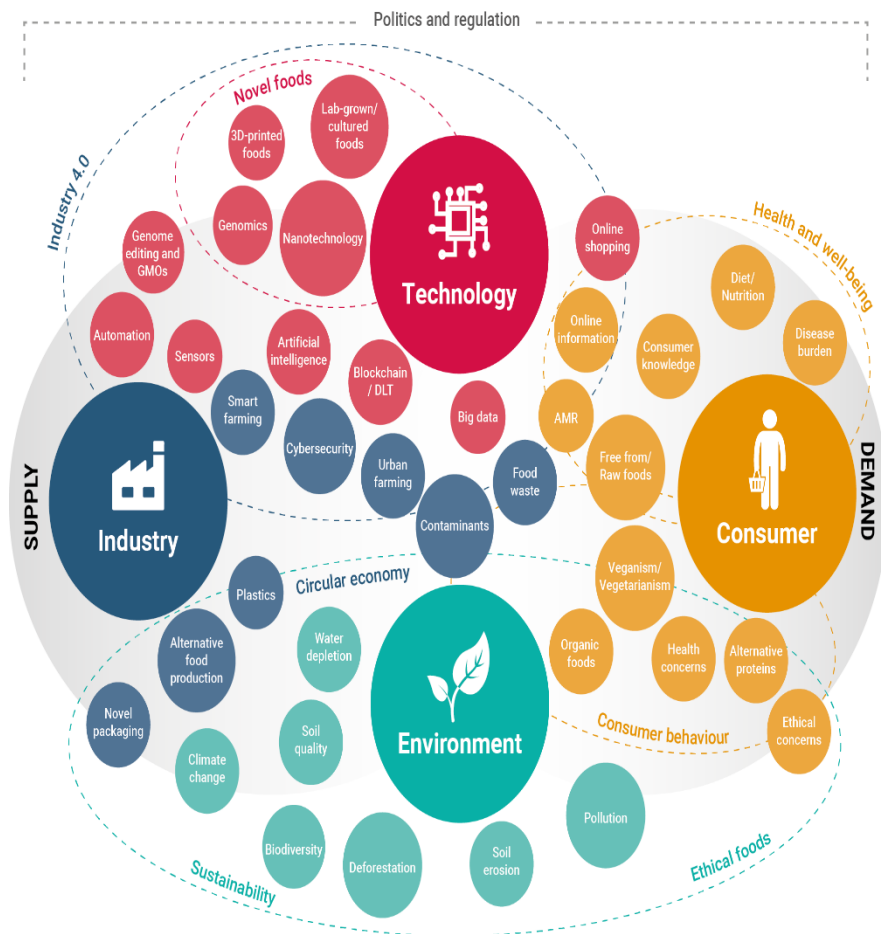 Politics and regulation
Novel foods
Lab-grown/
cultured foods
3D-printed
foods
Industry 4.0
Genomics
Nanotechnology
Genome
editing and
GMOs
Technology
Online
shopping
Health and well-being
Diet/
Nutrition
Automation
Sensors
Artificial
intelligence
Blockchain
/ DLT
Online
information
Consumer
knowledge
Disease
burden
Smart
farming
Cybersecurity
Urban
farming
Big data
AMR
Food
waste
Free from/
Raw foods
SUPPLY
Industry
Contaminants
Consumer
DEMAND
Circular economy
Plastics
Veganism/
Vegetarianism
Alternative
food
production
Water
depletion
Organic
foods
Health
concerns
Alternative
proteins
Novel
packaging
Soil
quality
Environment
Consumer behaviour
Ethical
concerns
Climate
change
Pollution
Biodiversity
Deforestation
Soil
erosion
Sustainability
Ethical foods